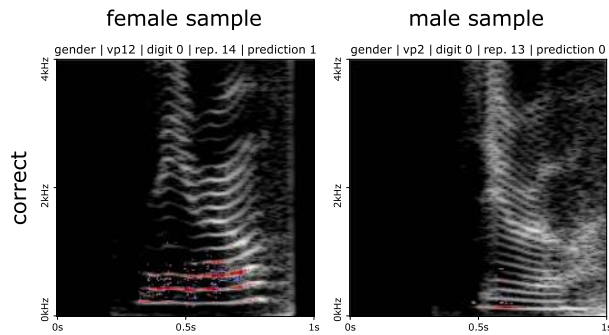 female sample
male sample
gender | vp12 | digit 0 | rep. 14 | prediction 1
gender | vp2 | digit 0 | rep. 13 | prediction 0
correct
4kHz
2kHz
0kHz
0s
0.5s
1s
4kHz
2kHz
0kHz
0s
0.5s
1s